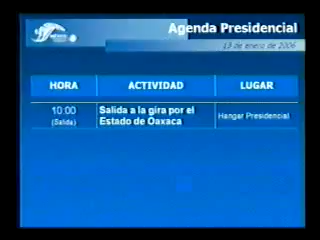 Agenda Presidencial
13 de enero de 2006
HORA ACTIVIDAD LUGAR
10:00 Salida a la gira por el Hangar Presidencial
(Salida) Estado de Oaxaca